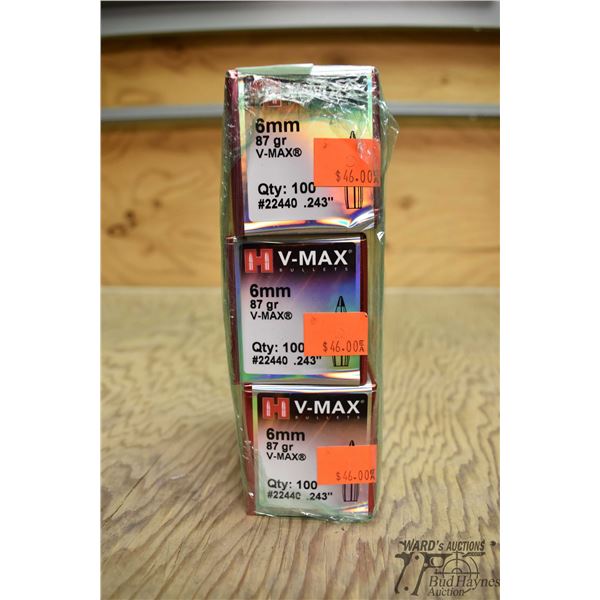 6mm
87 gr
V-MAX®
Qty: 100
#22440 .243"
$46.00
H V-MAX®
BULLETS
6mm
87 gr
V-MAX®
Qty: 100
#22440 .243"
$46.00
H V-MAX®
BULLETS
6mm
87 gr
V-MAX®
Qty: 100
#22440 .243"
$46.00
WARD's AUCTIONS
Bud Haynes
Auction